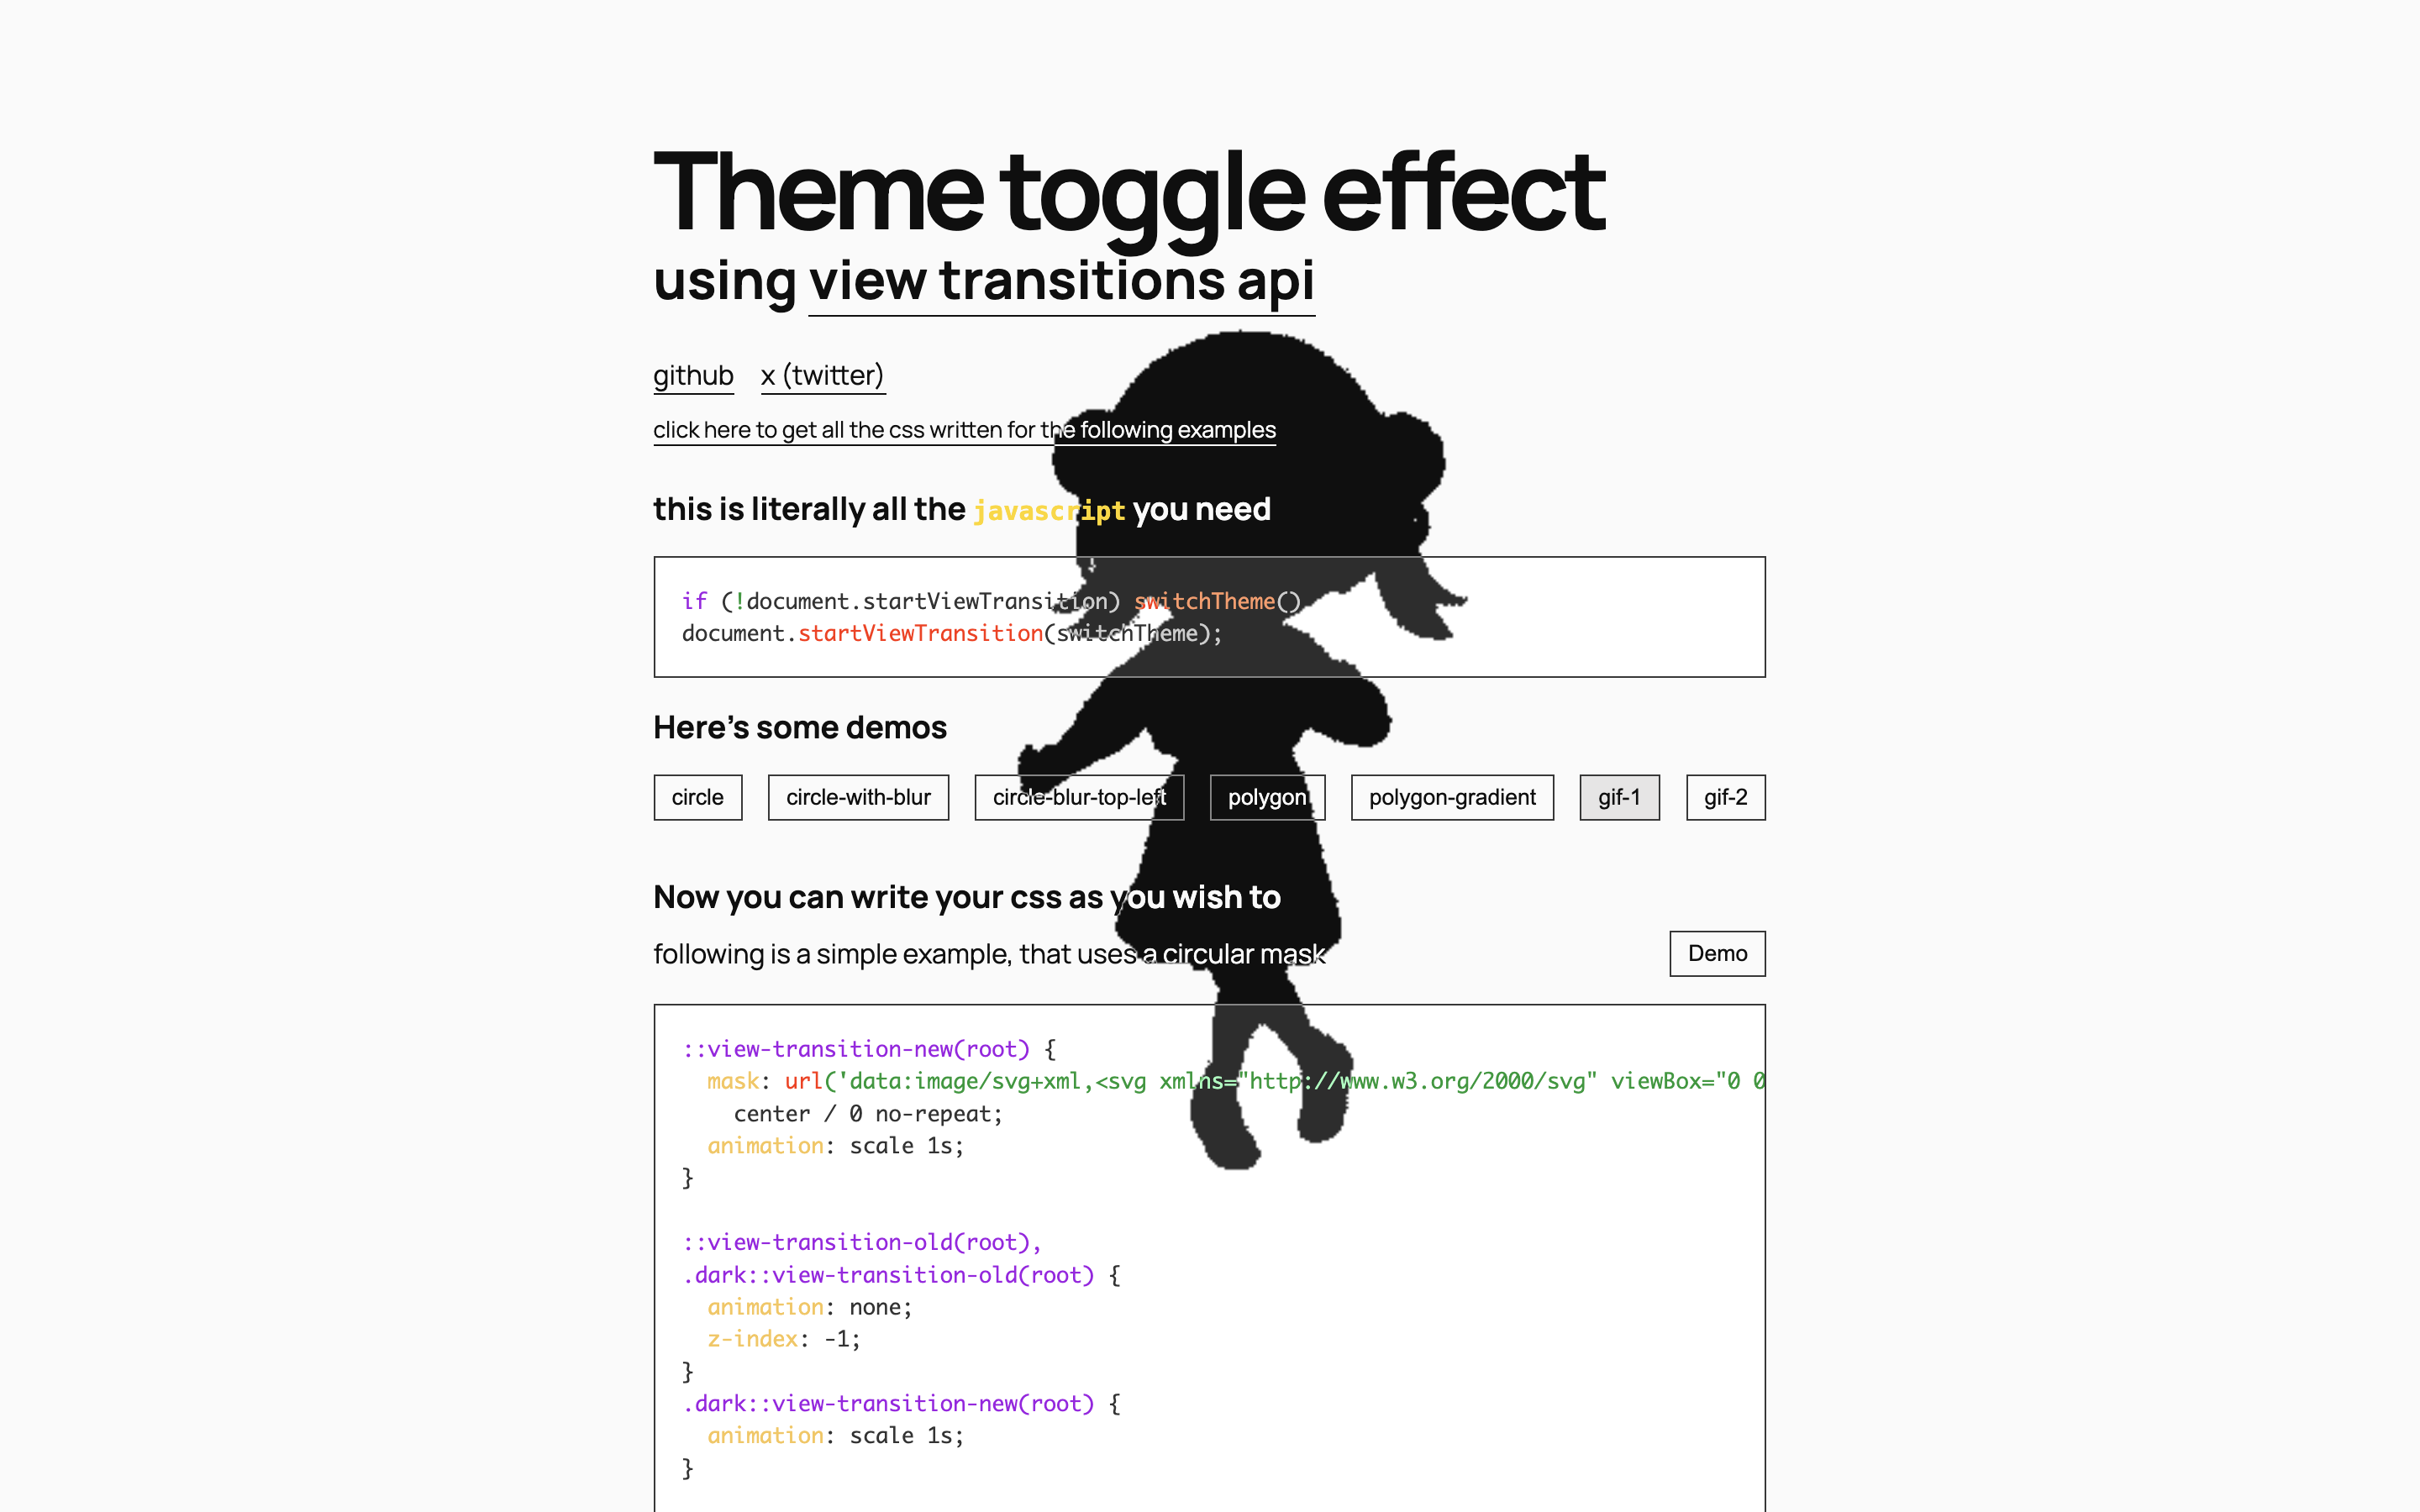 Theme toggle effect
using view transitions api
github x (twitter)
click here to get all the css written for the following examples
this is literally all the javascript you need
if (!document.startViewTransition) switchTheme()
document.startViewTransition(switchTheme);
Here's some demos
circle circle-with-blur circle-blur-top-left polygon polygon-gradient gif-1 gif-2
Now you can write your css as you wish to
following is a simple example, that uses a circular mask
Demo
::view-transition-new(root) {
mask: url('data:image/svg+xml,<svg xmlns="http://www.w3.org/2000/svg" viewBox="0 0
center / 0 no-repeat;
animation: scale 1s;
}
::view-transition-old(root),
.dark::view-transition-old(root) {
animation: none;
z-index: -1;
}
.dark::view-transition-new(root) {
animation: scale 1s;
}